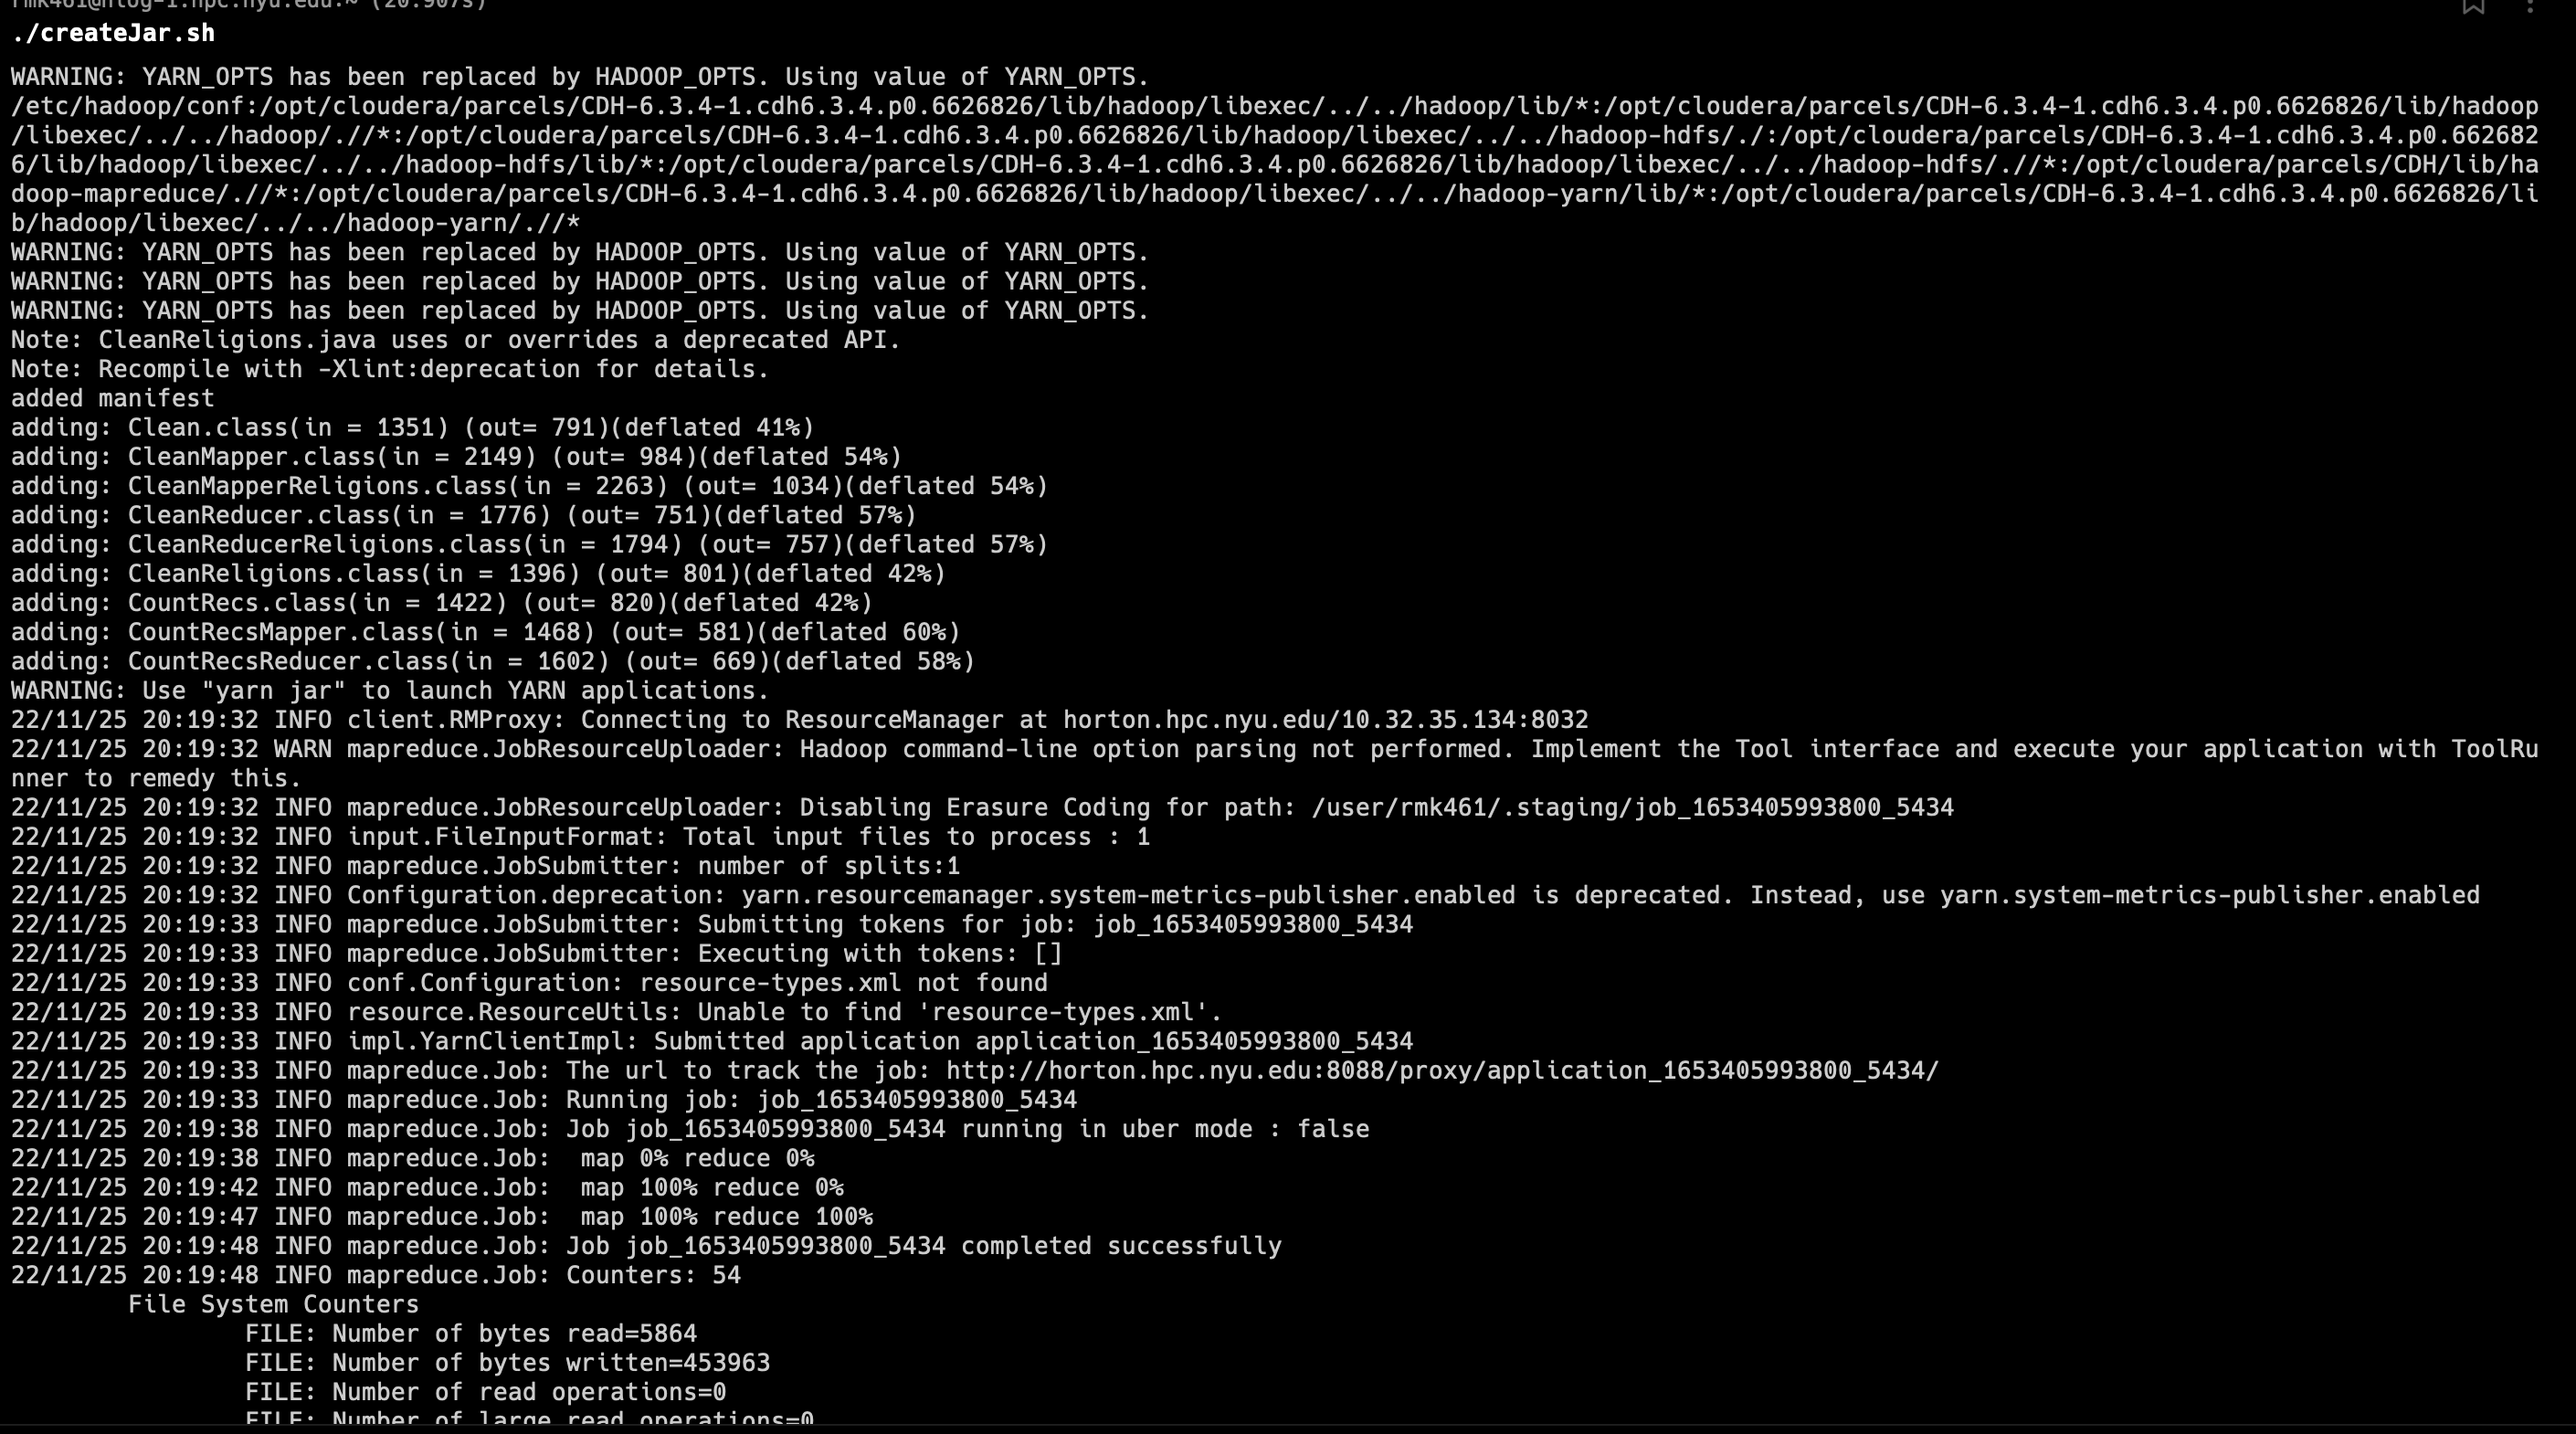 rmk461@hlog-1.hpc.nyu.edu:~ (20.907s)
./createJar.sh
WARNING: YARN_OPTS has been replaced by HADOOP_OPTS. Using value of YARN_OPTS.
/etc/hadoop/conf:/opt/cloudera/parcels/CDH-6.3.4-1.cdh6.3.4.p0.6626826/lib/hadoop/libexec/../../hadoop/lib/*:/opt/cloudera/parcels/CDH-6.3.4-1.cdh6.3.4.p0.6626826/lib/hadoop
/libexec/../../hadoop/.//*:/opt/cloudera/parcels/CDH-6.3.4-1.cdh6.3.4.p0.6626826/lib/hadoop/libexec/../../hadoop-hdfs/./:/opt/cloudera/parcels/CDH-6.3.4-1.cdh6.3.4.p0.662682
6/lib/hadoop/libexec/../../hadoop-hdfs/lib/*:/opt/cloudera/parcels/CDH-6.3.4-1.cdh6.3.4.p0.6626826/lib/hadoop/libexec/../../hadoop-hdfs/.//*:/opt/cloudera/parcels/CDH/lib/ha
doop-mapreduce/.//*:/opt/cloudera/parcels/CDH-6.3.4-1.cdh6.3.4.p0.6626826/lib/hadoop/libexec/../../hadoop-yarn/lib/*:/opt/cloudera/parcels/CDH-6.3.4-1.cdh6.3.4.p0.6626826/li
b/hadoop/libexec/../../hadoop-yarn/.//*
WARNING: YARN_OPTS has been replaced by HADOOP_OPTS. Using value of YARN_OPTS.
WARNING: YARN_OPTS has been replaced by HADOOP_OPTS. Using value of YARN_OPTS.
WARNING: YARN_OPTS has been replaced by HADOOP_OPTS. Using value of YARN_OPTS.
Note: CleanReligions.java uses or overrides a deprecated API.
Note: Recompile with -Xlint:deprecation for details.
added manifest
adding: Clean.class(in = 1351) (out= 791)(deflated 41%)
adding: CleanMapper.class(in = 2149) (out= 984)(deflated 54%)
adding: CleanMapperReligions.class(in = 2263) (out= 1034)(deflated 54%)
adding: CleanReducer.class(in = 1776) (out= 751)(deflated 57%)
adding: CleanReducerReligions.class(in = 1794) (out= 757)(deflated 57%)
adding: CleanReligions.class(in = 1396) (out= 801)(deflated 42%)
adding: CountRecs.class(in = 1422) (out= 820)(deflated 42%)
adding: CountRecsMapper.class(in = 1468) (out= 581)(deflated 60%)
adding: CountRecsReducer.class(in = 1602) (out= 669)(deflated 58%)
WARNING: Use "yarn jar" to launch YARN applications.
22/11/25 20:19:32 INFO client.RMProxy: Connecting to ResourceManager at horton.hpc.nyu.edu/10.32.35.134:8032
22/11/25 20:19:32 WARN mapreduce.JobResourceUploader: Hadoop command-line option parsing not performed. Implement the Tool interface and execute your application with ToolRu
nner to remedy this.
22/11/25 20:19:32 INFO mapreduce.JobResourceUploader: Disabling Erasure Coding for path: /user/rmk461/.staging/job_1653405993800_5434
22/11/25 20:19:32 INFO input.FileInputFormat: Total input files to process : 1
22/11/25 20:19:32 INFO mapreduce.JobSubmitter: number of splits:1
22/11/25 20:19:32 INFO Configuration.deprecation: yarn.resourcemanager.system-metrics-publisher.enabled is deprecated. Instead, use yarn.system-metrics-publisher.enabled
22/11/25 20:19:33 INFO mapreduce.JobSubmitter: Submitting tokens for job: job_1653405993800_5434
22/11/25 20:19:33 INFO mapreduce.JobSubmitter: Executing with tokens: []
22/11/25 20:19:33 INFO conf.Configuration: resource-types.xml not found
22/11/25 20:19:33 INFO resource.ResourceUtils: Unable to find 'resource-types.xml'.
22/11/25 20:19:33 INFO impl.YarnClientImpl: Submitted application application_1653405993800_5434
22/11/25 20:19:33 INFO mapreduce.Job: The url to track the job: http://horton.hpc.nyu.edu:8088/proxy/application_1653405993800_5434/
22/11/25 20:19:33 INFO mapreduce.Job: Running job: job_1653405993800_5434
22/11/25 20:19:38 INFO mapreduce.Job: Job job_1653405993800_5434 running in uber mode : false
22/11/25 20:19:38 INFO mapreduce.Job:  map 0% reduce 0%
22/11/25 20:19:42 INFO mapreduce.Job:  map 100% reduce 0%
22/11/25 20:19:47 INFO mapreduce.Job:  map 100% reduce 100%
22/11/25 20:19:48 INFO mapreduce.Job: Job job_1653405993800_5434 completed successfully
22/11/25 20:19:48 INFO mapreduce.Job: Counters: 54
File System Counters
FILE: Number of bytes read=5864
FILE: Number of bytes written=453963
FILE: Number of read operations=0
FILE: Number of large read operations=0